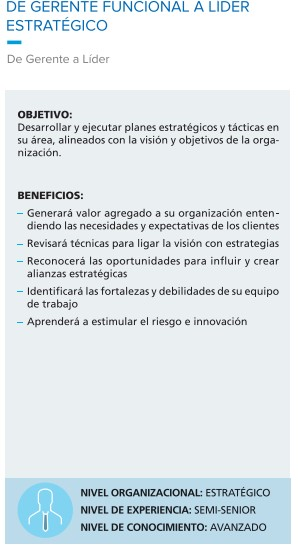 DE GERENTE FUNCIONAL A LÍDER
ESTRATÉGICO
De Gerente a Líder
OBJETIVO:
Desarrollar y ejecutar planes estratégicos y tácticas en
su área, alineados con la visión y objetivos de la orga-
nización.
BENEFICIOS:
– Generará valor agregado a su organización enten-
diendo las necesidades y expectativas de los clientes
– Revisará técnicas para ligar la visión con estrategias
– Reconocerá las oportunidades para influir y crear
alianzas estratégicas
– Identificará las fortalezas y debilidades de su equipo
de trabajo
– Aprenderá a estimular el riesgo e innovación
NIVEL ORGANIZACIONAL: ESTRATÉGICO
NIVEL DE EXPERIENCIA: SEMI-SENIOR
NIVEL DE CONOCIMIENTO: AVANZADO